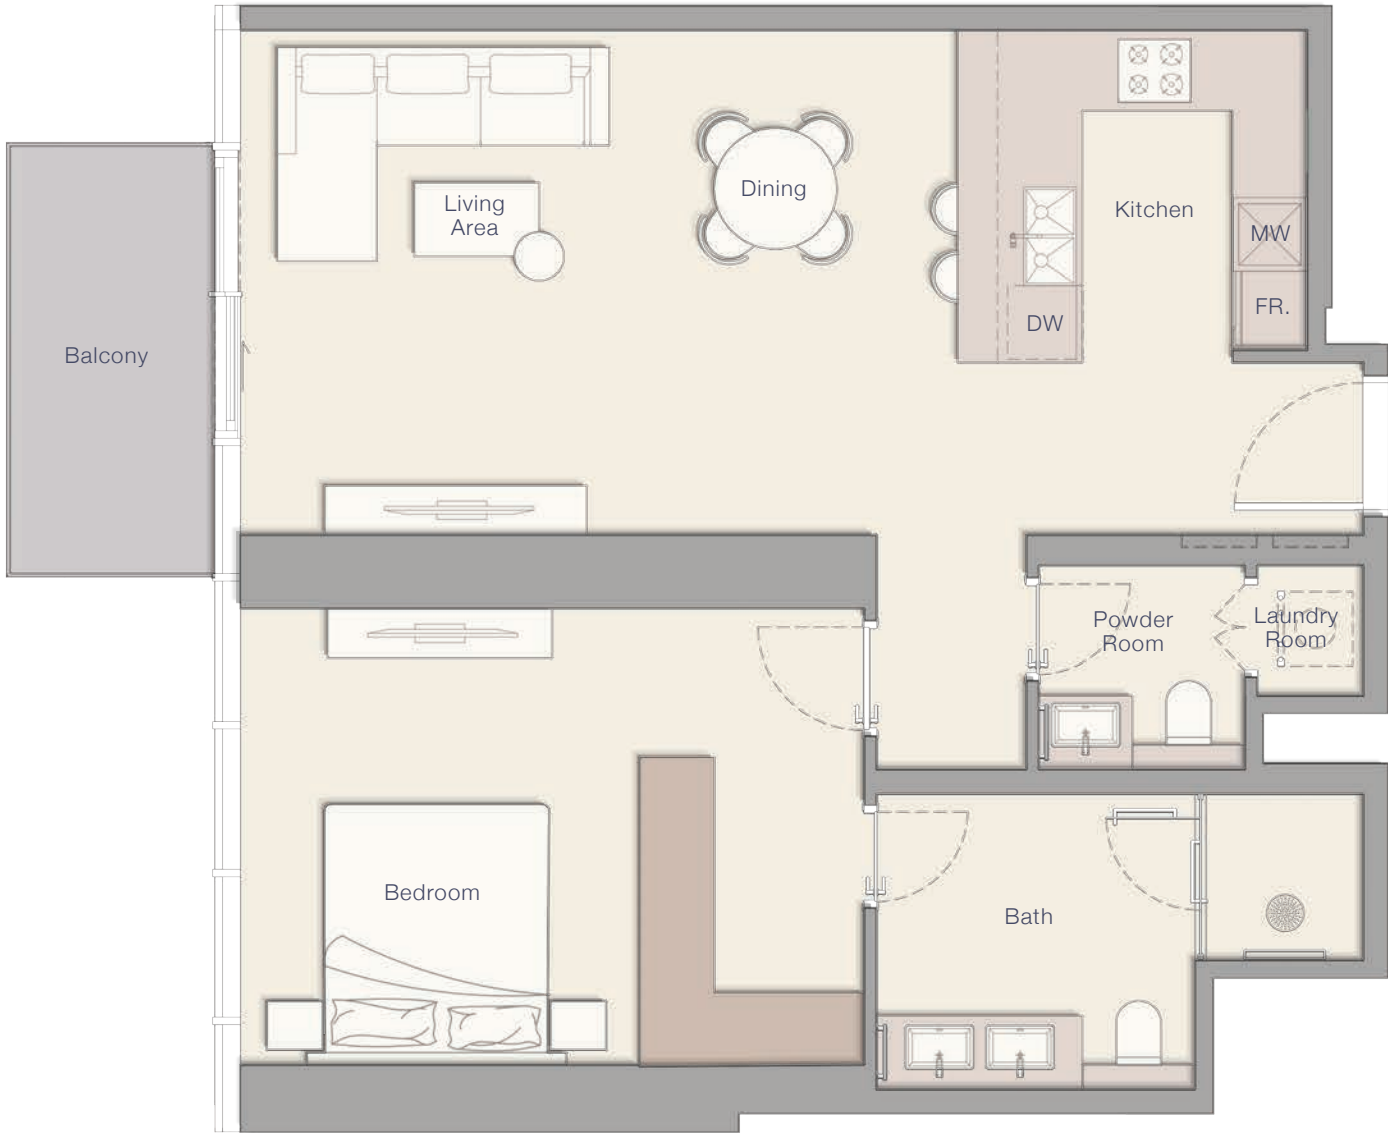 Living
Area
Dining
Kitchen
MW
FR.
DW
Balcony
Powder
Room
Laundry
Room
Bedroom
Bath